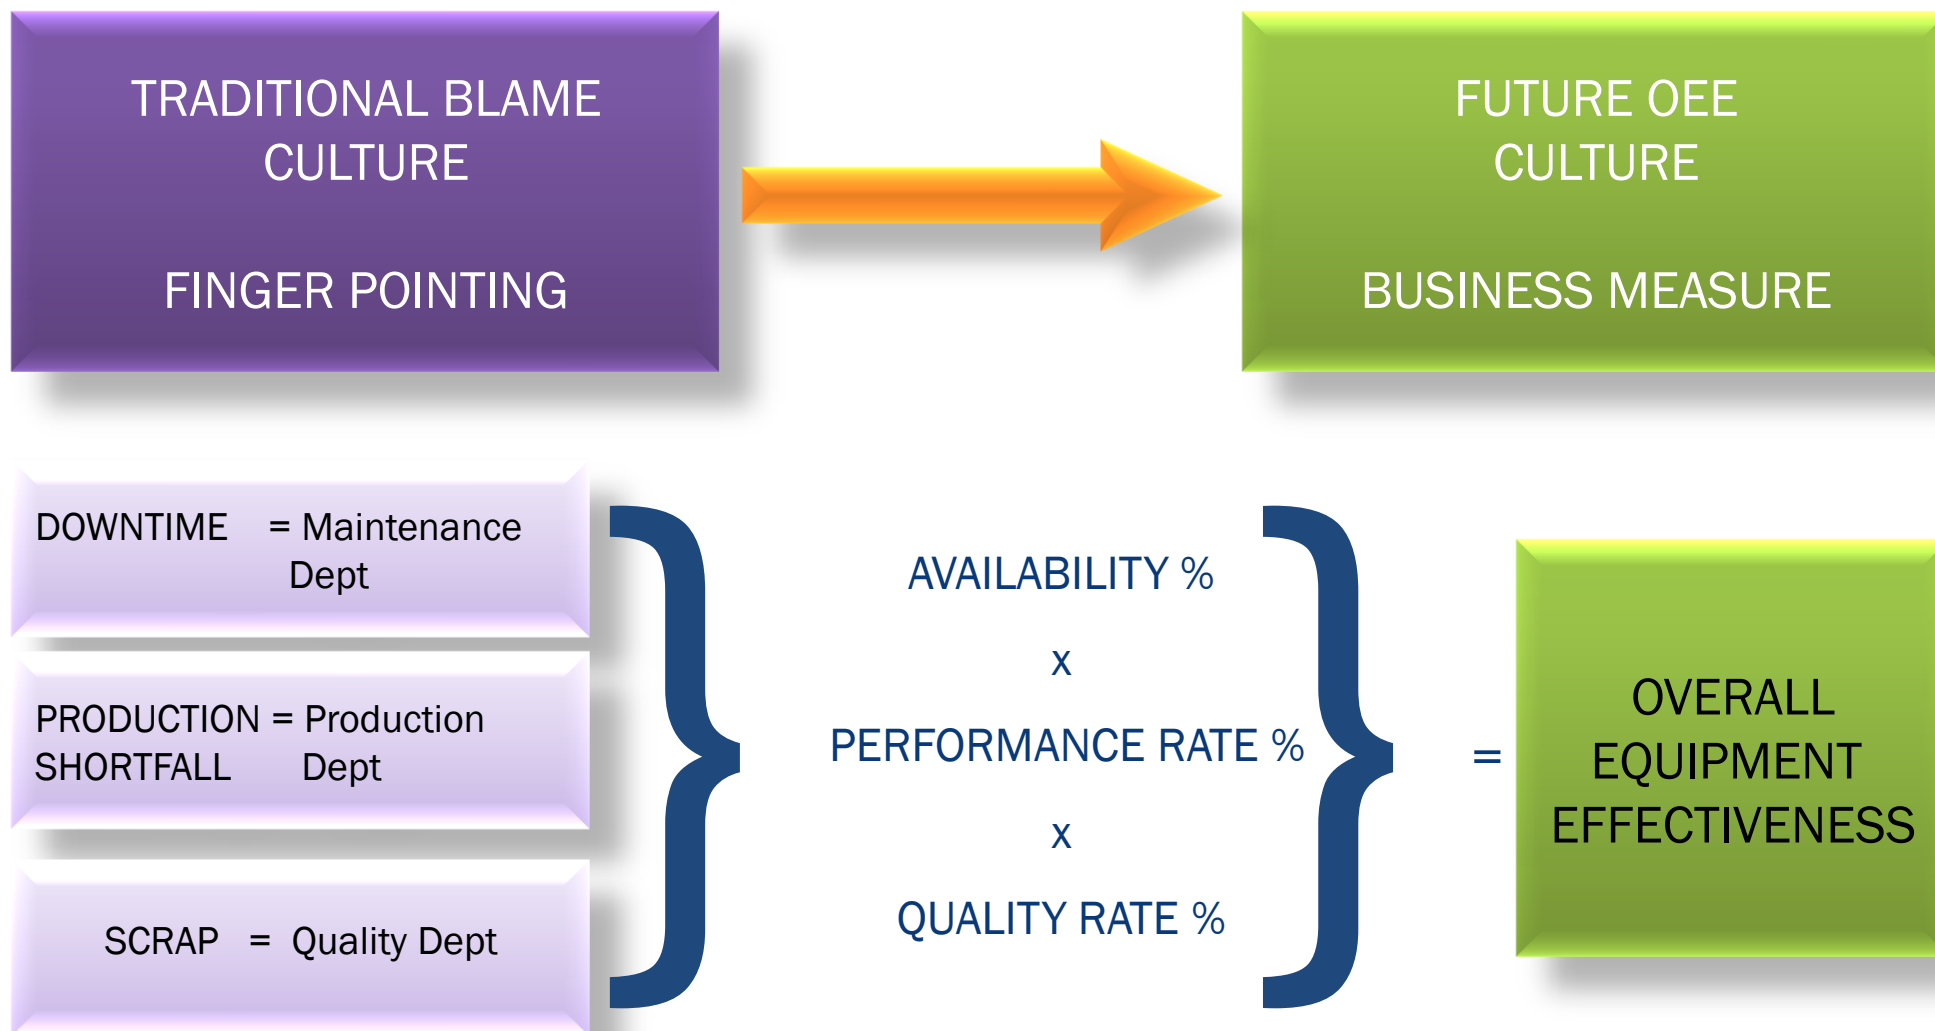 TRADITIONAL BLAME
CULTURE
FINGER POINTING
FUTURE OEE
CULTURE
BUSINESS MEASURE
DOWNTIME = Maintenance
Dept
PRODUCTION = Production
SHORTFALL Dept
SCRAP = Quality Dept
AVAILABILITY %
x
PERFORMANCE RATE %
x
QUALITY RATE %
=
OVERALL
EQUIPMENT
EFFECTIVENESS